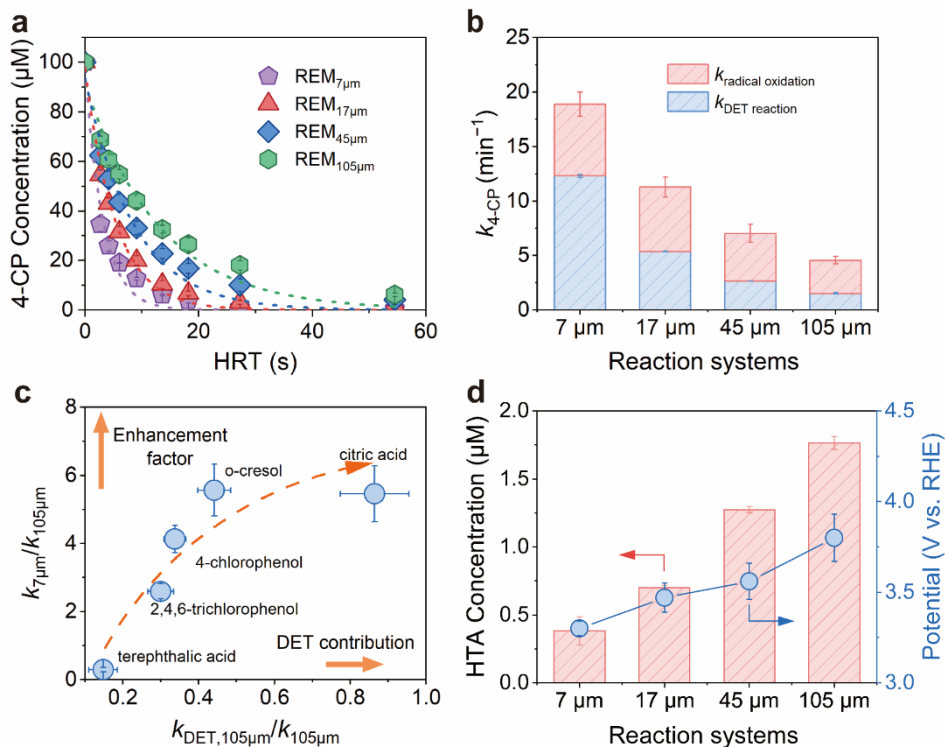 a
4-CP Concentration (µM)
120
100
80
60
40
20
0
0 20 40 60
HRT (s)
REM7µm
REM17µm
REM45µm
REM105µm
b
k4-CP (min−1)
25
20
15
10
5
0
kradical oxidation
kDET reaction
7 µm 17 µm 45 µm 105 µm
Reaction systems
c
k7µm/k105µm
8
6
4
2
0
Enhancement
factor
citric acid
o-cresol
4-chlorophenol
2,4,6-trichlorophenol
terephthalic acid
DET contribution
0.2 0.4 0.6 0.8 1.0
kDET,105µm/k105µm
d
HTA Concentration (µM)
2.0
1.5
1.0
0.5
0.0
4.5
4.0
3.5
3.0
Potential (V vs. RHE)
7 µm 17 µm 45 µm 105 µm
Reaction systems